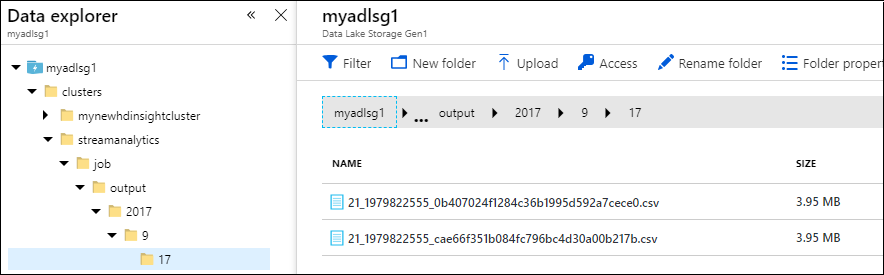 Data explorer
myadlsg1
myadlsg1
clusters
mynewhdinsightcluster
streamanalytics
job
output
2017
9
17
myadlsg1
Data Lake Storage Gen1
Filter New folder Upload Access Rename folder Folder proper
myadlsg1 ... output 2017 9 17
NAME SIZE
21_1979822555_0b407024f1284c36b1995d592a7cece0.csv 3.95 MB
21_1979822555_cae66f351b084fc796bc4d30a00b217b.csv 3.95 MB